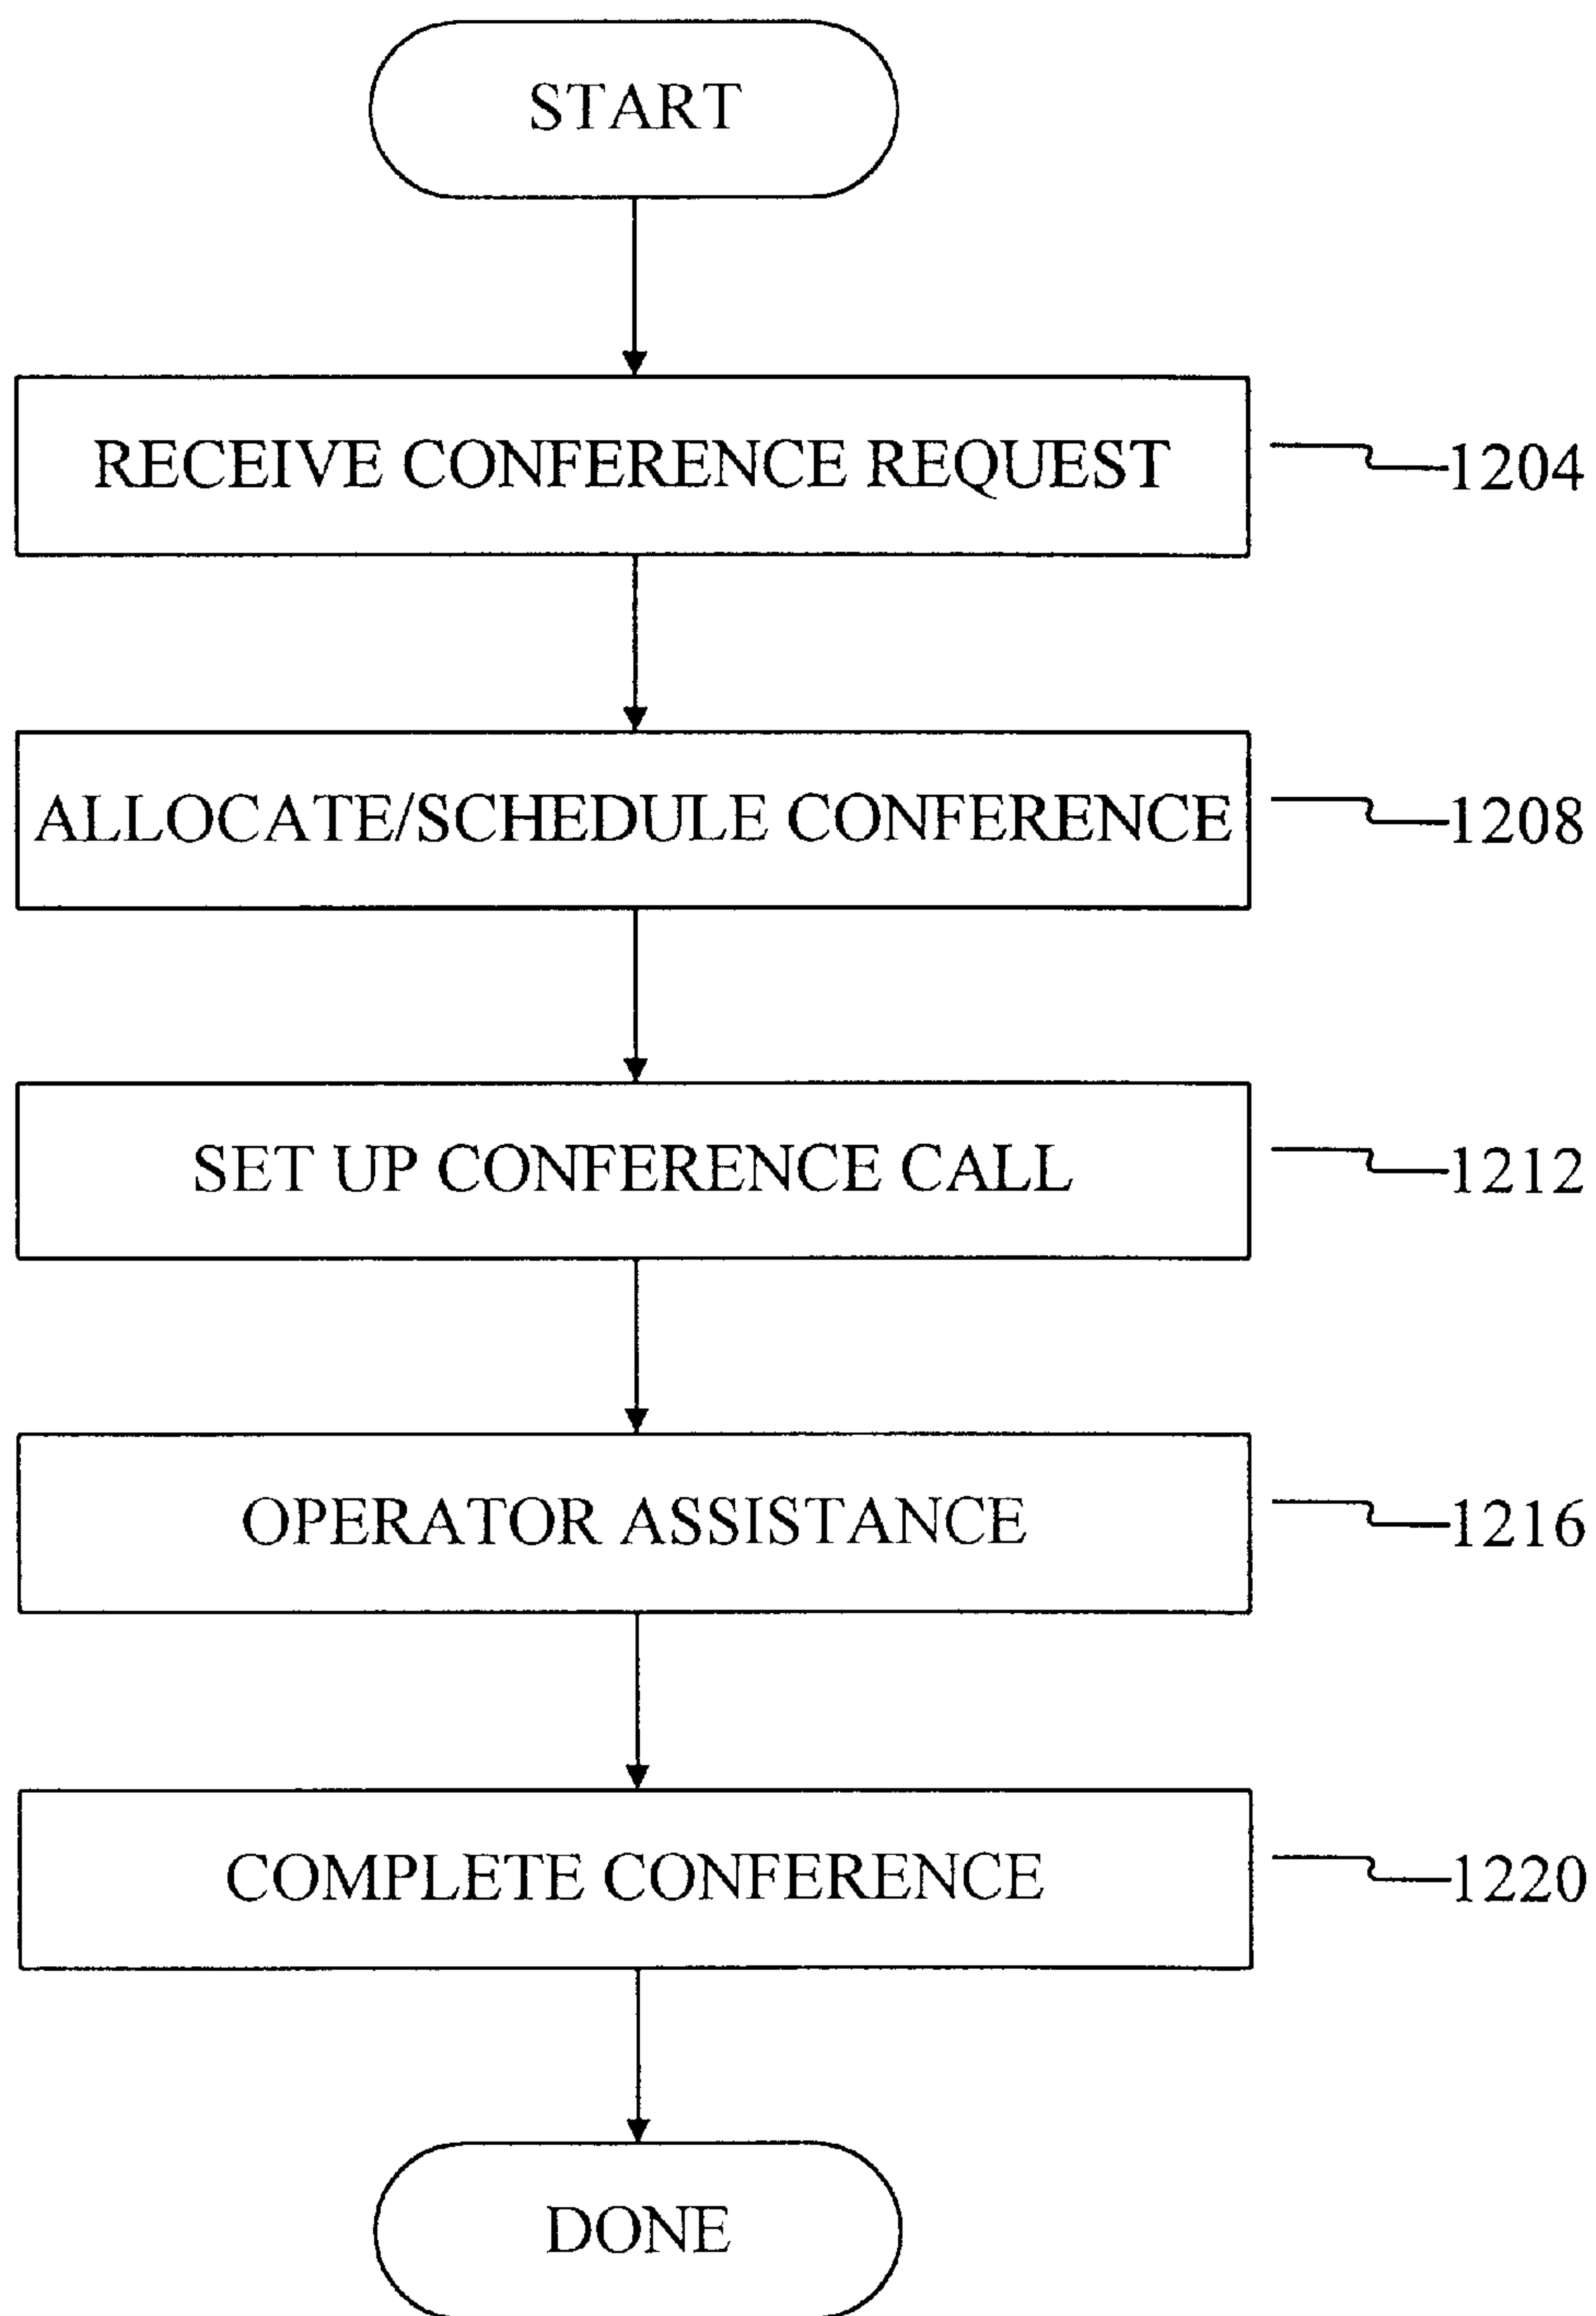 START
RECEIVE CONFERENCE REQUEST
1204
ALLOCATE/SCHEDULE CONFERENCE
1208
SET UP CONFERENCE CALL
1212
OPERATOR ASSISTANCE
1216
COMPLETE CONFERENCE
1220
DONE